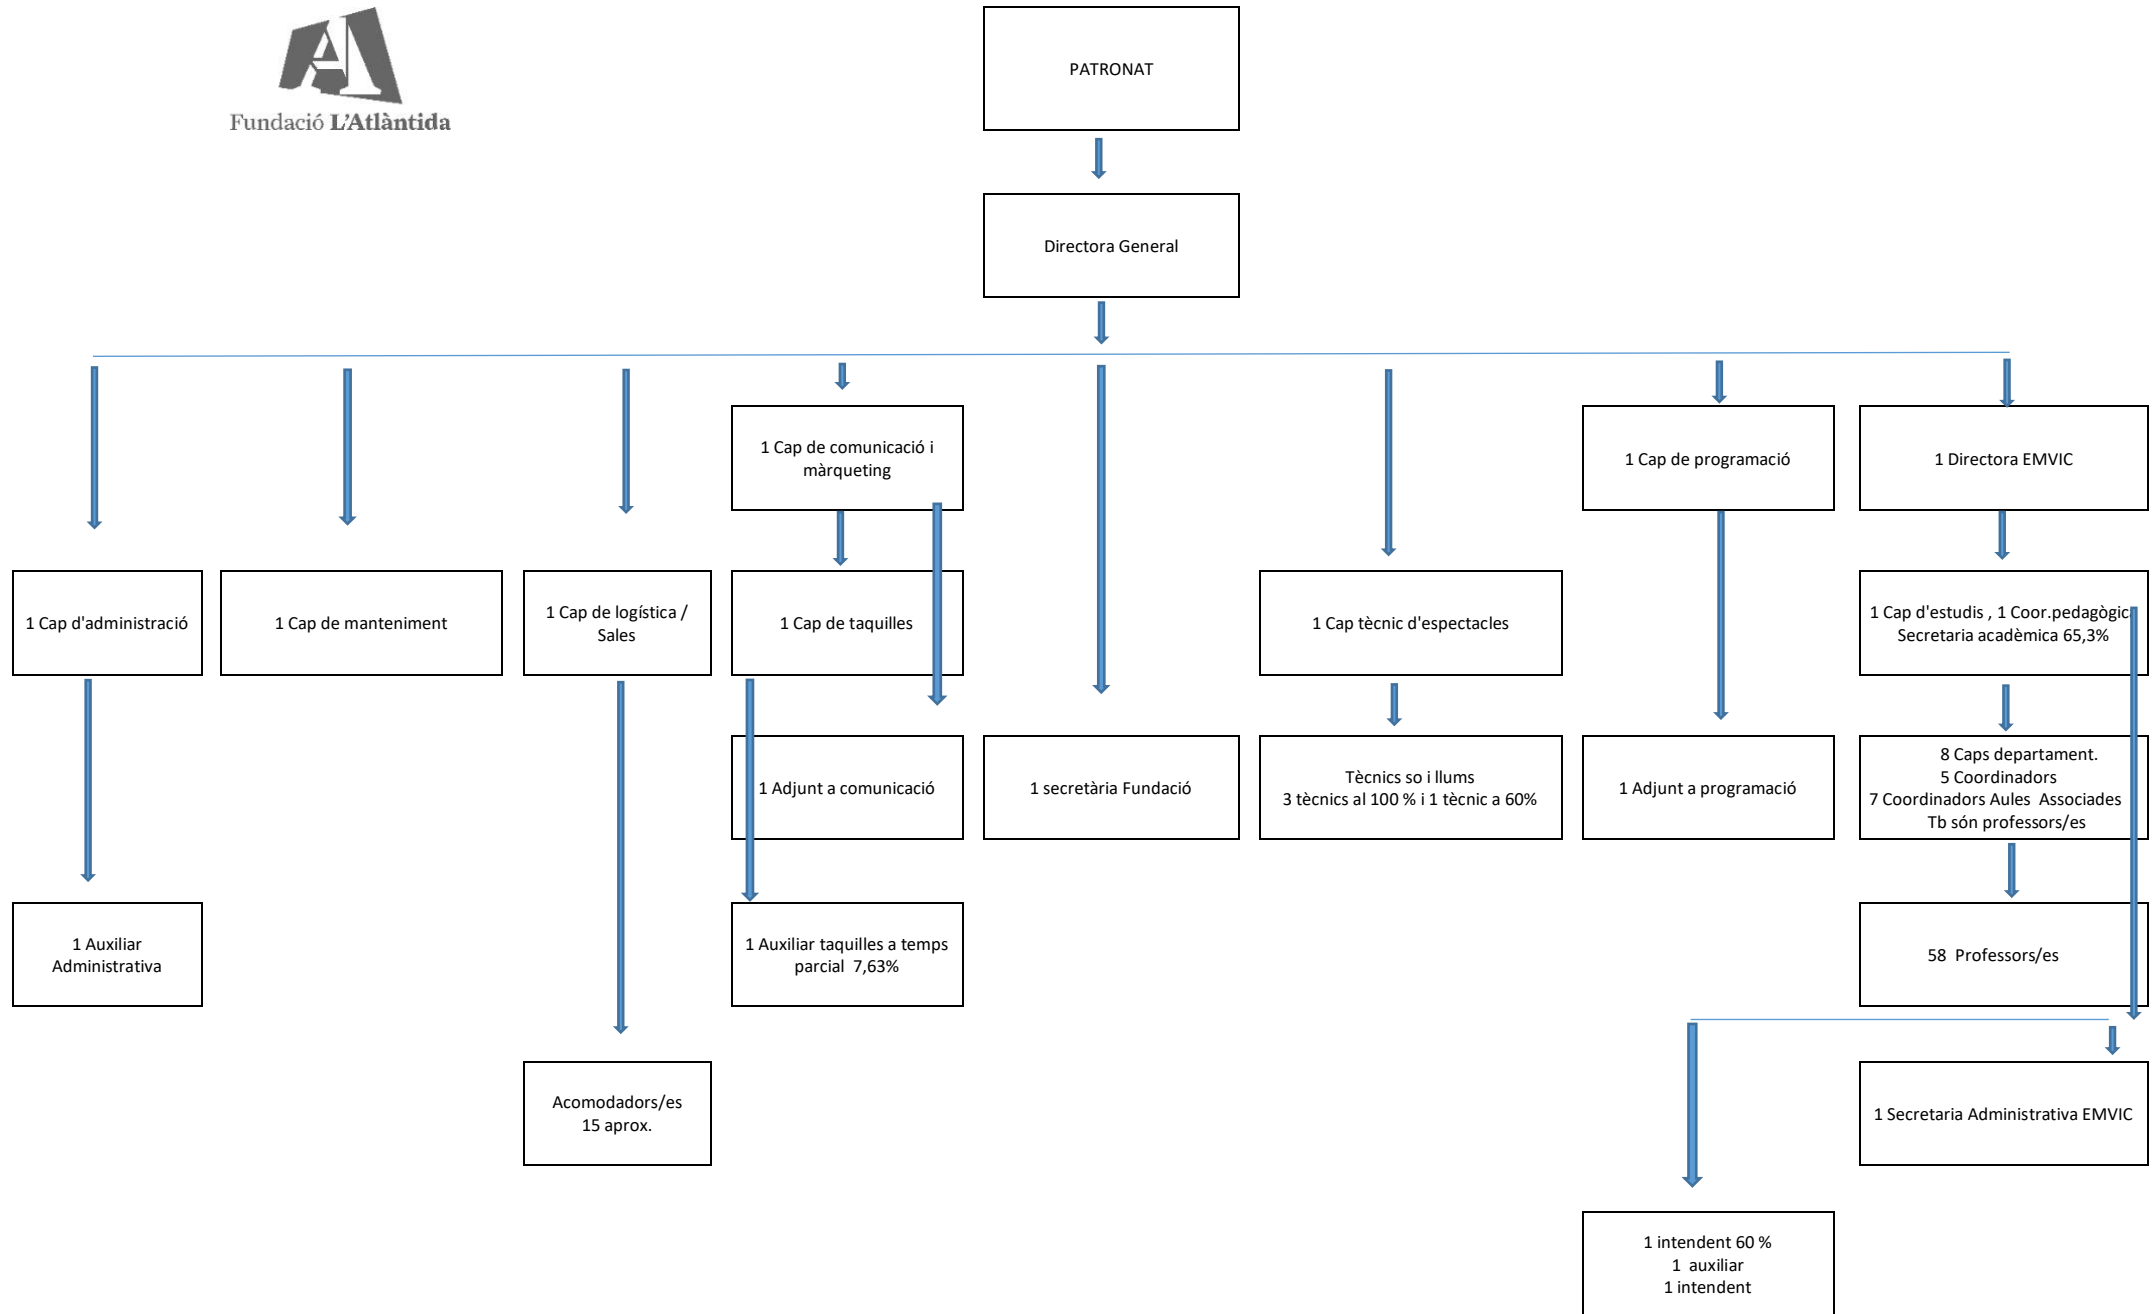 Fundació L'Atlàntida
PATRONAT
Directora General
1 Cap de comunicació i
màrqueting
1 Cap de programació
1 Directora EMVIC
1 Cap d'administració
1 Cap de manteniment
1 Cap de logística /
Sales
1 Cap de taquilles
1 Cap tècnic d'espectacles
1 Cap d'estudis , 1 Coor.pedagògica
Secretaria acadèmica 65,3%
1 Adjunt a comunicació
1 secretària Fundació
Tècnics so i llums
3 tècnics al 100 % i 1 tècnic a 60%
1 Adjunt a programació
8 Caps departament.
5 Coordinadors
7 Coordinadors Aules Associades
Tb són professors/es
1 Auxiliar
Administrativa
1 Auxiliar taquilles a temps
parcial 7,63%
58 Professors/es
Acomodadors/es
15 aprox.
1 Secretaria Administrativa EMVIC
1 intendent 60 %
1 auxiliar
1 intendent